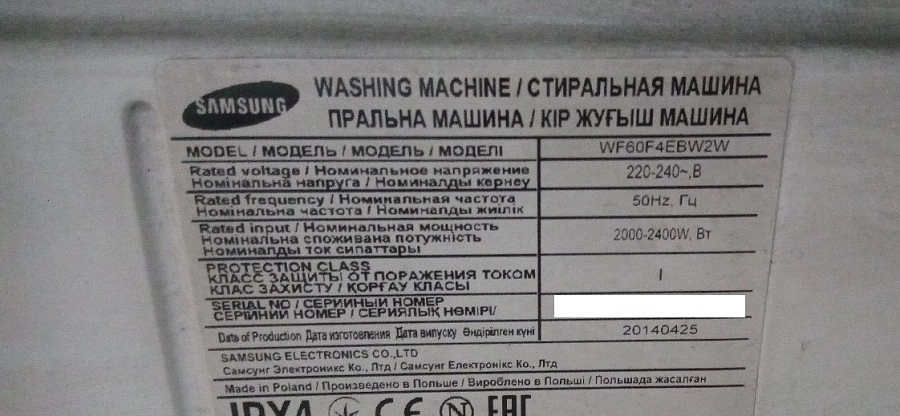 SAMSUNG
WASHING MACHINE / СТИРАЛЬНАЯ МАШИНА
ПРАЛЬНА МАШИНА / КІР ЖУҒЫШ МАШИНА
MODEL / МОДЕЛЬ / МОДЕЛЬ / МОДЕЛІ WF60F4EBW2W
Rated voltage / Номинальное напряжение
Номінальна напруга / Номиналды кернеу
220-240~,В
Rated frequency / Номинальная частота
Номінальна частота / Номиналды жиілік
50Hz, Гц
Rated input / Номинальная мощность
Номінальна споживана потужність
Номиналды ток сипаттары
2000-2400W, Вт
PROTECTION CLASS
КЛАСС ЗАЩИТЫ ОТ ПОРАЖЕНИЯ ТОКОМ
КЛАС ЗАХИСТУ / ҚОРҒАУ КЛАСЫ
I
SERIAL NO / СЕРИЙНЫЙ НОМЕР
СЕРІЙНИЙ НОМЕР / СЕРИЯЛЫҚ НӨМІРІ/
Date of Production Дата изготовления Дата випуску Өндірілген күні 20140425
SAMSUNG ELECTRONICS CO.,LTD
Самсунг Электроникс Ко., Лтд / Самсунг Електронікс Ко., Лтд
Made in Poland / Произведено в Польше / Вироблено в Польщі / Польшада жасалған
IPX4 CE EAC